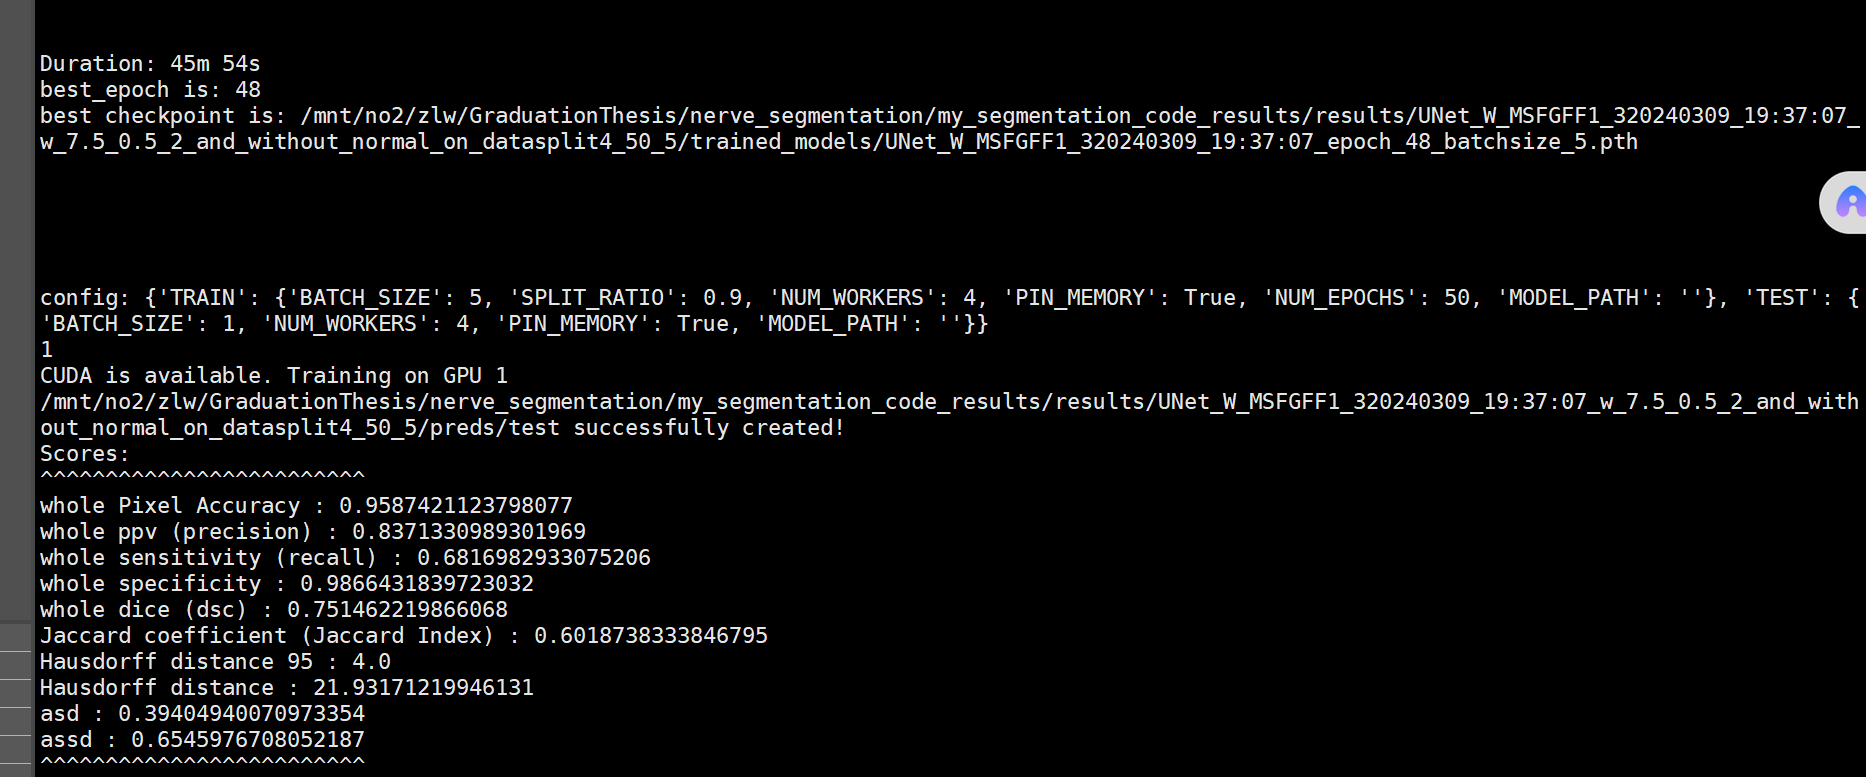 Duration: 45m 54s
best_epoch is: 48
best checkpoint is: /mnt/no2/zlw/GraduationThesis/nerve_segmentation/my_segmentation_code_results/results/UNet_W_MSFGFF1_320240309_19:37:07_
w_7.5_0.5_2_and_without_normal_on_datasplit4_50_5/trained_models/UNet_W_MSFGFF1_320240309_19:37:07_epoch_48_batchsize_5.pth
config: {'TRAIN': {'BATCH_SIZE': 5, 'SPLIT_RATIO': 0.9, 'NUM_WORKERS': 4, 'PIN_MEMORY': True, 'NUM_EPOCHS': 50, 'MODEL_PATH': ''}, 'TEST': {
'BATCH_SIZE': 1, 'NUM_WORKERS': 4, 'PIN_MEMORY': True, 'MODEL_PATH': ''}}
1
CUDA is available. Training on GPU 1
/mnt/no2/zlw/GraduationThesis/nerve_segmentation/my_segmentation_code_results/results/UNet_W_MSFGFF1_320240309_19:37:07_w_7.5_0.5_2_and_with
out_normal_on_datasplit4_50_5/preds/test successfully created!
Scores:
^^^^^^^^^^^^^^^^^^^^^^^^^
whole Pixel Accuracy : 0.9587421123798077
whole ppv (precision) : 0.8371330989301969
whole sensitivity (recall) : 0.6816982933075206
whole specificity : 0.9866431839723032
whole dice (dsc) : 0.751462219866068
Jaccard coefficient (Jaccard Index) : 0.6018738333846795
Hausdorff distance 95 : 4.0
Hausdorff distance : 21.93171219946131
asd : 0.39404940070973354
assd : 0.6545976708052187
^^^^^^^^^^^^^^^^^^^^^^^^^